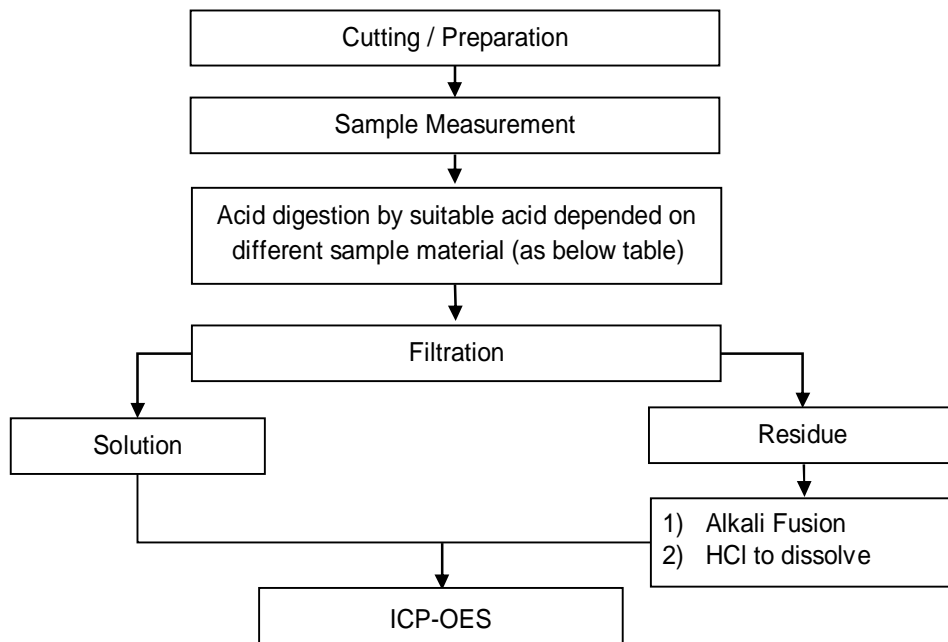 Cutting / Preparation
Sample Measurement
Acid digestion by suitable acid depended on
different sample material (as below table)
Filtration
Solution
Residue
1) Alkali Fusion
2) HCl to dissolve
ICP-OES